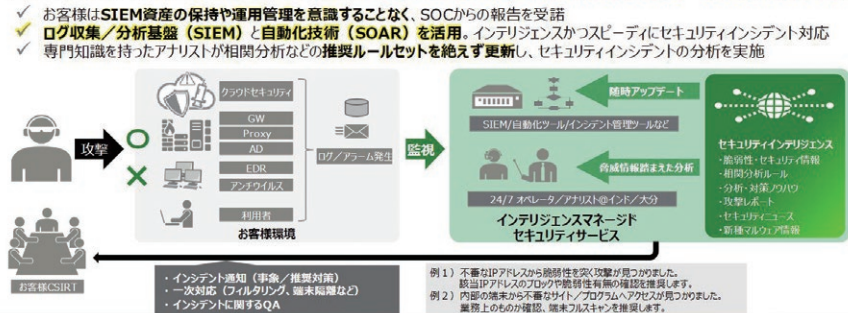 ✓ お客様はSIEM資産の保持や運用管理を意識することなく、SOCからの報告を受諾
✓ ログ収集／分析基盤（SIEM）と自動化技術（SOAR）を活用。インテリジェンスかつスピーディにセキュリティインシデント対応
✓ 専門知識を持ったアナリストが相関分析などの推奨ルールセットを絶えず更新し、セキュリティインシデントの分析を実施
攻撃
クラウドセキュリティ
GW
Proxy
AD
EDR
アンチウイルス
利用者
お客様環境
ログ／アラーム発生
監視
随時アップデート
SIEM/自動化ツール/インシデント管理ツールなど
脅威情報踏まえた分析
24/7 オペレータ／アナリスト@インド／大分
インテリジェンスマネージド
セキュリティサービス
セキュリティインテリジェンス
・脆弱性・セキュリティ情報
・相関分析ルール
・分析・対策ノウハウ
・攻撃レポート
・セキュリティニュース
・新種マルウェア情報
お客様CSIRT
・インシデント通知（事象／推奨対策）
・一次対応（フィルタリング、端末隔離など）
・インシデントに関するQA
例１）不審なIPアドレスから脆弱性を突く攻撃が見つかりました。
該当IPアドレスのブロックや脆弱性有無の確認を推奨します。
例２）内部の端末から不審なサイト／プログラムへアクセスが見つかりました。
業務上のものか確認、端末フルスキャンを推奨します。